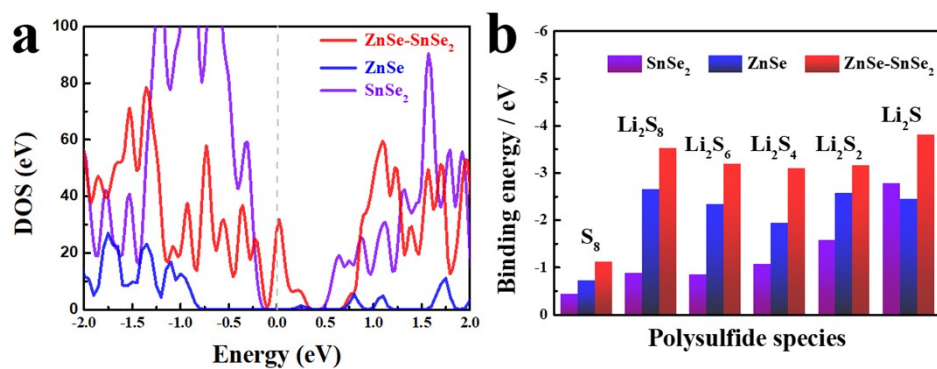 a
DOS (eV)
100
80
60
40
20
0
ZnSe-SnSe₂
ZnSe
SnSe₂
-2.0 -1.5 -1.0 -0.5 0.0 0.5 1.0 1.5 2.0
Energy (eV)
b
Binding energy / eV
-6
-5
-4
-3
-2
-1
0
SnSe₂ ZnSe ZnSe-SnSe₂
S₈
Li₂S₈
Li₂S₆
Li₂S₄
Li₂S₂
Li₂S
Polysulfide species